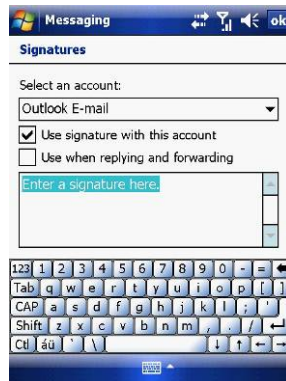 Messaging
ok
Signatures
Select an account:
Outlook E-mail
Use signature with this account
Use when replying and forwarding
Enter a signature here.
123 1 2 3 4 5 6 7 8 9 0 - =
Tab q w e r t y u i o p [ ]
CAP a s d f g h j k l ; '
Shift z x c v b n m , . /
Ctl áü ` \